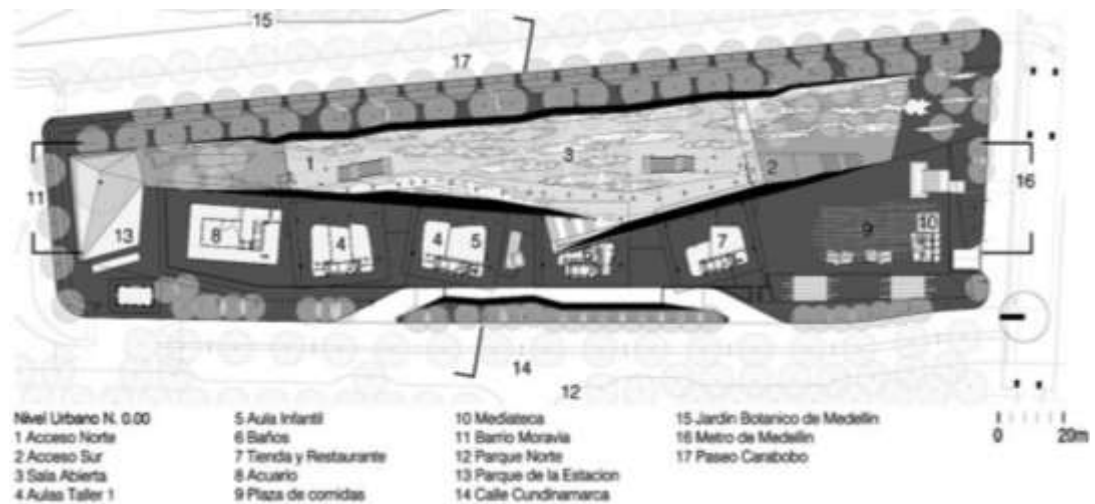 15
17
1
3
2
11
16
13
8
4
4
5
7
9
10
14
12
Nivel Urbano N. 0.00
1 Acceso Norte
2 Acceso Sur
3 Sala Abierta
4 Aulas Taller 1
5 Aula Infantil
6 Baños
7 Tienda y Restaurante
8 Acuario
9 Plaza de comidas
10 Mediateca
11 Barrio Moravia
12 Parque Norte
13 Parque de la Estacion
14 Calle Cundinamarca
15 Jardin Botanico de Medellin
16 Metro de Medellin
17 Paseo Carabobo
0 20m